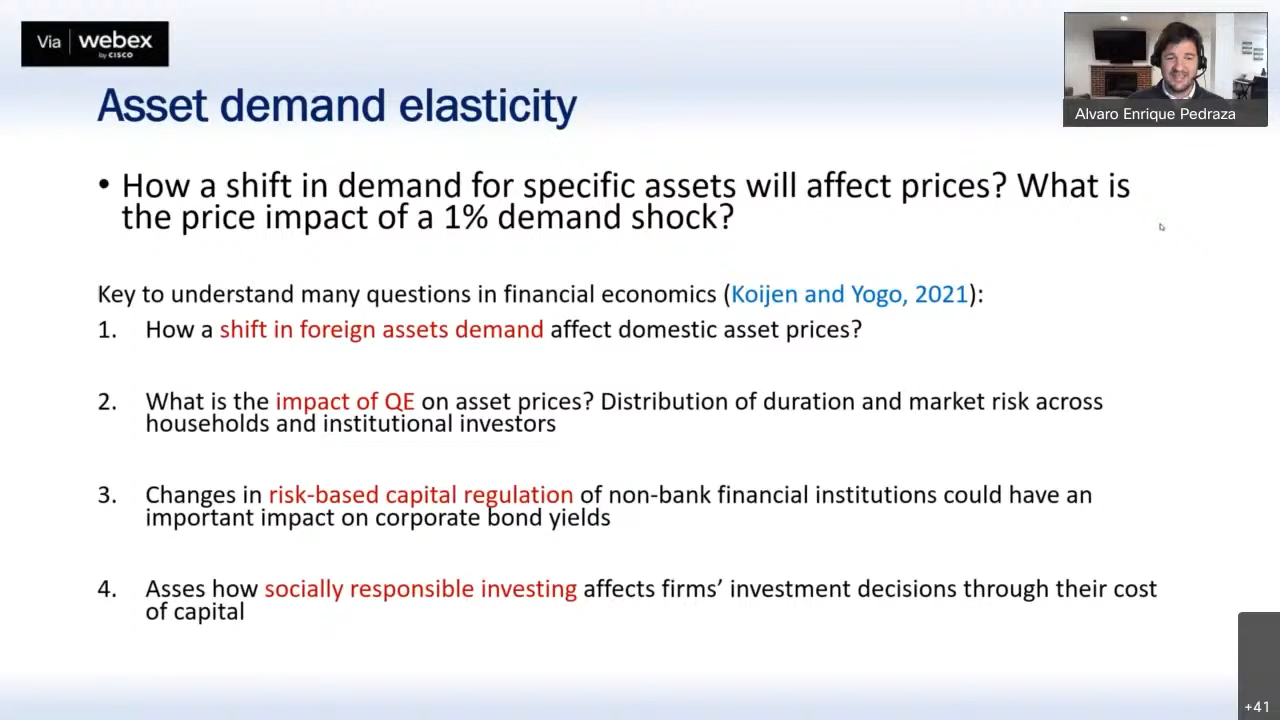 Via webex
by CISCO
Alvaro Enrique Pedraza
Asset demand elasticity
• How a shift in demand for specific assets will affect prices? What is
the price impact of a 1% demand shock?
Key to understand many questions in financial economics (Koijen and Yogo, 2021):
1. How a shift in foreign assets demand affect domestic asset prices?
2. What is the impact of QE on asset prices? Distribution of duration and market risk across
households and institutional investors
3. Changes in risk-based capital regulation of non-bank financial institutions could have an
important impact on corporate bond yields
4. Asses how socially responsible investing affects firms’ investment decisions through their cost
of capital
+41